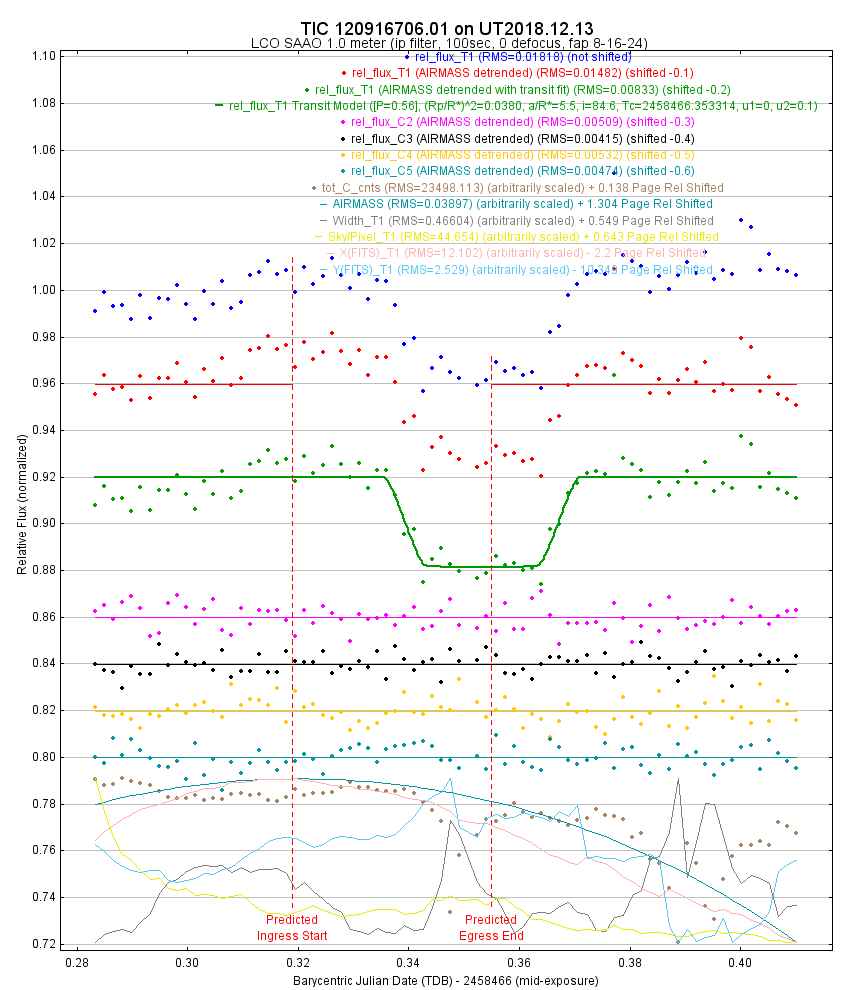 TIC 120916706.01 on UT2018.12.13
LCO SAAO 1.0 meter (ip filter, 100sec, 0 defocus, fap 8-16-24)
rel_flux_T1 (RMS=0.01818) (not shifted)
rel_flux_T1 (AIRMASS detrended) (RMS=0.01482) (shifted -0.1)
rel_flux_T1 (AIRMASS detrended with transit fit) (RMS=0.00833) (shifted -0.2)
rel_flux_T1 Transit Model ([P=0.56], (Rp/R*)^2=0.0380, a/R*=5.5, i=84.6, Tc=2458466.353314, u1=0, u2=0.1)
rel_flux_C2 (AIRMASS detrended) (RMS=0.00509) (shifted -0.3)
rel_flux_C3 (AIRMASS detrended) (RMS=0.00415) (shifted -0.4)
rel_flux_C4 (AIRMASS detrended) (RMS=0.00532) (shifted -0.5)
rel_flux_C5 (AIRMASS detrended) (RMS=0.00474) (shifted -0.6)
tot_C_cnts (RMS=23498.113) (arbitrarily scaled) + 0.138 Page Rel Shifted
AIRMASS (RMS=0.03897) (arbitrarily scaled) + 1.304 Page Rel Shifted
Width_T1 (RMS=0.46604) (arbitrarily scaled) + 0.549 Page Rel Shifted
Sky/Pixel_T1 (RMS=44.654) (arbitrarily scaled) + 0.643 Page Rel Shifted
X(FITS)_T1 (RMS=12.102) (arbitrarily scaled) - 2.2 Page Rel Shifted
Y(FITS)_T1 (RMS=2.529) (arbitrarily scaled) - 10.348 Page Rel Shifted
1.10
1.08
1.06
1.04
1.02
1.00
0.98
0.96
0.94
0.92
0.90
0.88
0.86
0.84
0.82
0.80
0.78
0.76
0.74
0.72
Relative Flux (normalized)
Predicted
Ingress Start
Predicted
Egress End
0.28
0.30
0.32
0.34
0.36
0.38
0.40
Barycentric Julian Date (TDB) - 2458466 (mid-exposure)